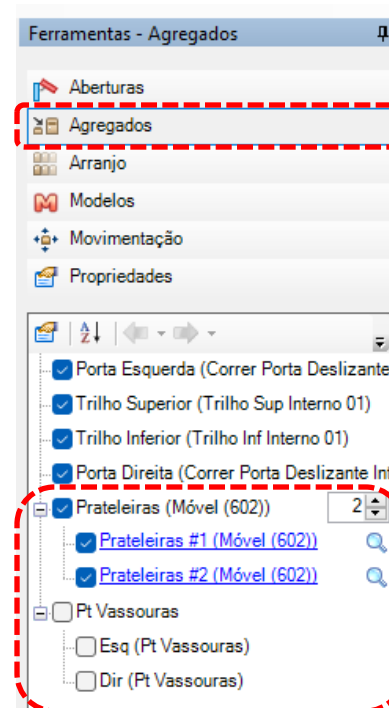 Ferramentas - Agregados
Aberturas
Agregados
Arranjo
Modelos
Movimentação
Propriedades
Porta Esquerda (Correr Porta Deslizante
Trilho Superior (Trilho Sup Interno 01)
Trilho Inferior (Trilho Inf Interno 01)
Porta Direita (Correr Porta Deslizante Inf
Prateleiras (Móvel (602)) 2
Prateleiras #1 (Móvel (602))
Prateleiras #2 (Móvel (602))
Pt Vassouras
Esq (Pt Vassouras)
Dir (Pt Vassouras)